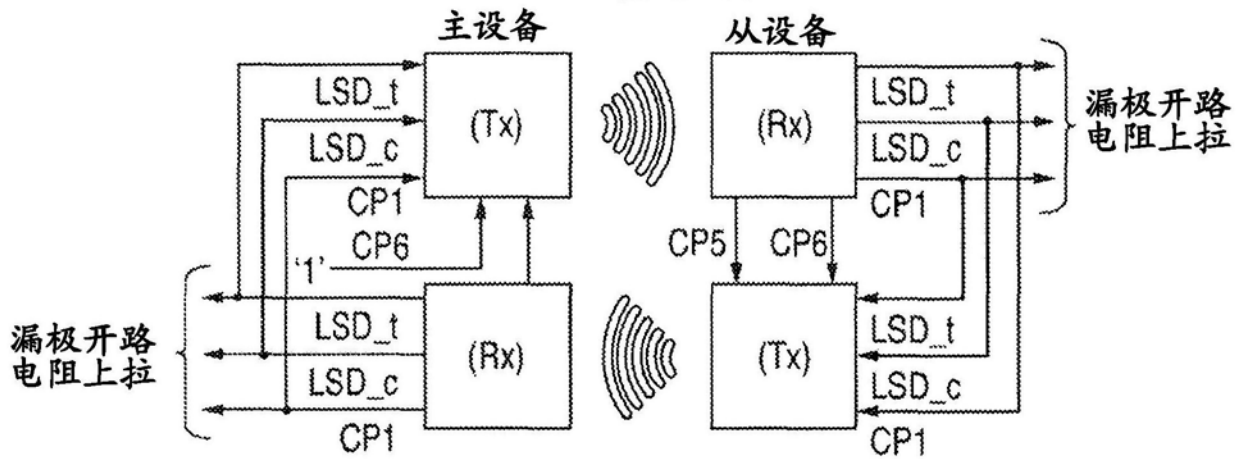 主设备
从设备
LSD_t
(Tx)
LSD_c
CP1
CP6
'1'
(Rx)
LSD_t
LSD_c
CP1
漏极开路
电阻上拉
CP5
CP6
漏极开路
电阻上拉
LSD_t
(Rx)
LSD_c
CP1
(Tx)
LSD_t
LSD_c
CP1